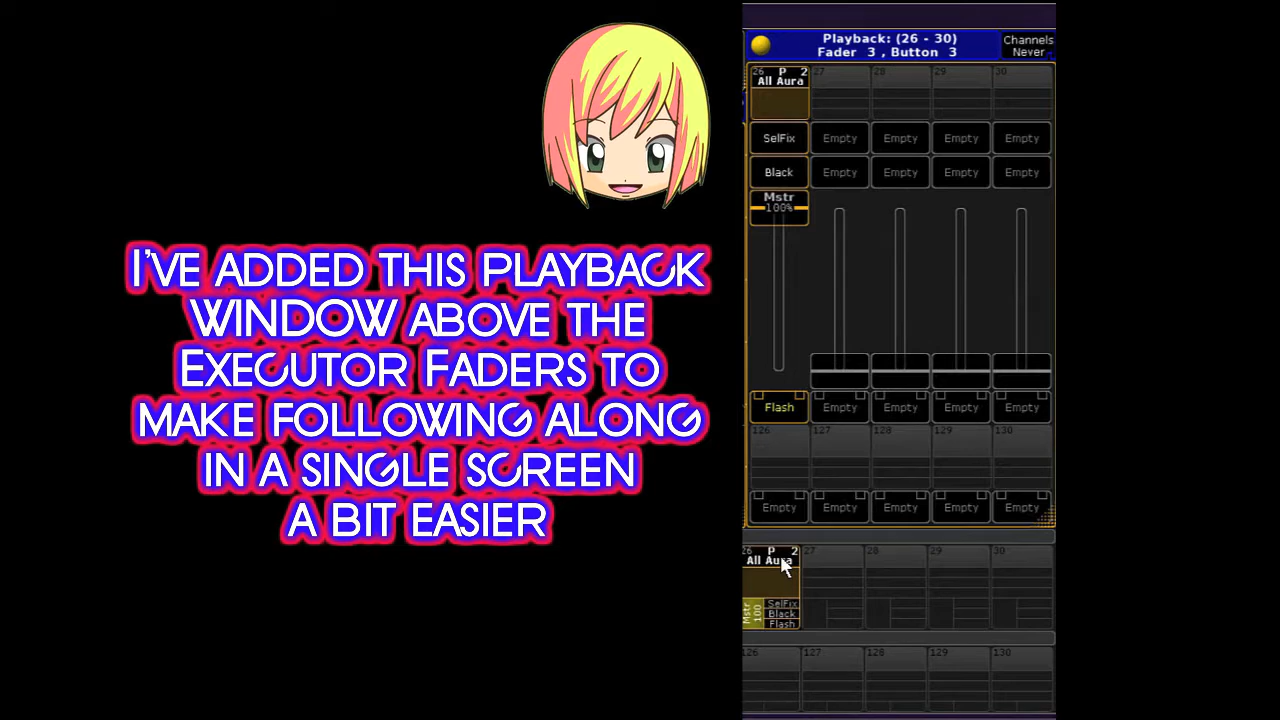 Playback: (26 - 30)
Fader 3 , Button 3
Channels
Never
26 P 2 27 28 29 30
All Aura
SelFix Empty Empty Empty Empty
Black Empty Empty Empty Empty
Mstr
100%
Flash Empty Empty Empty Empty
126 127 128 129 130
Empty Empty Empty Empty Empty
26 P 2 27 28 29 30
All Aura
Mstr 100
SelFix
Black
Flash
126 127 128 129 130
I'VE ADDED THIS PLAYBACK
WINDOW ABOVE THE
EXECUTOR FADERS TO
MAKE FOLLOWING ALONG
IN A SINGLE SCREEN
A BIT EASIER